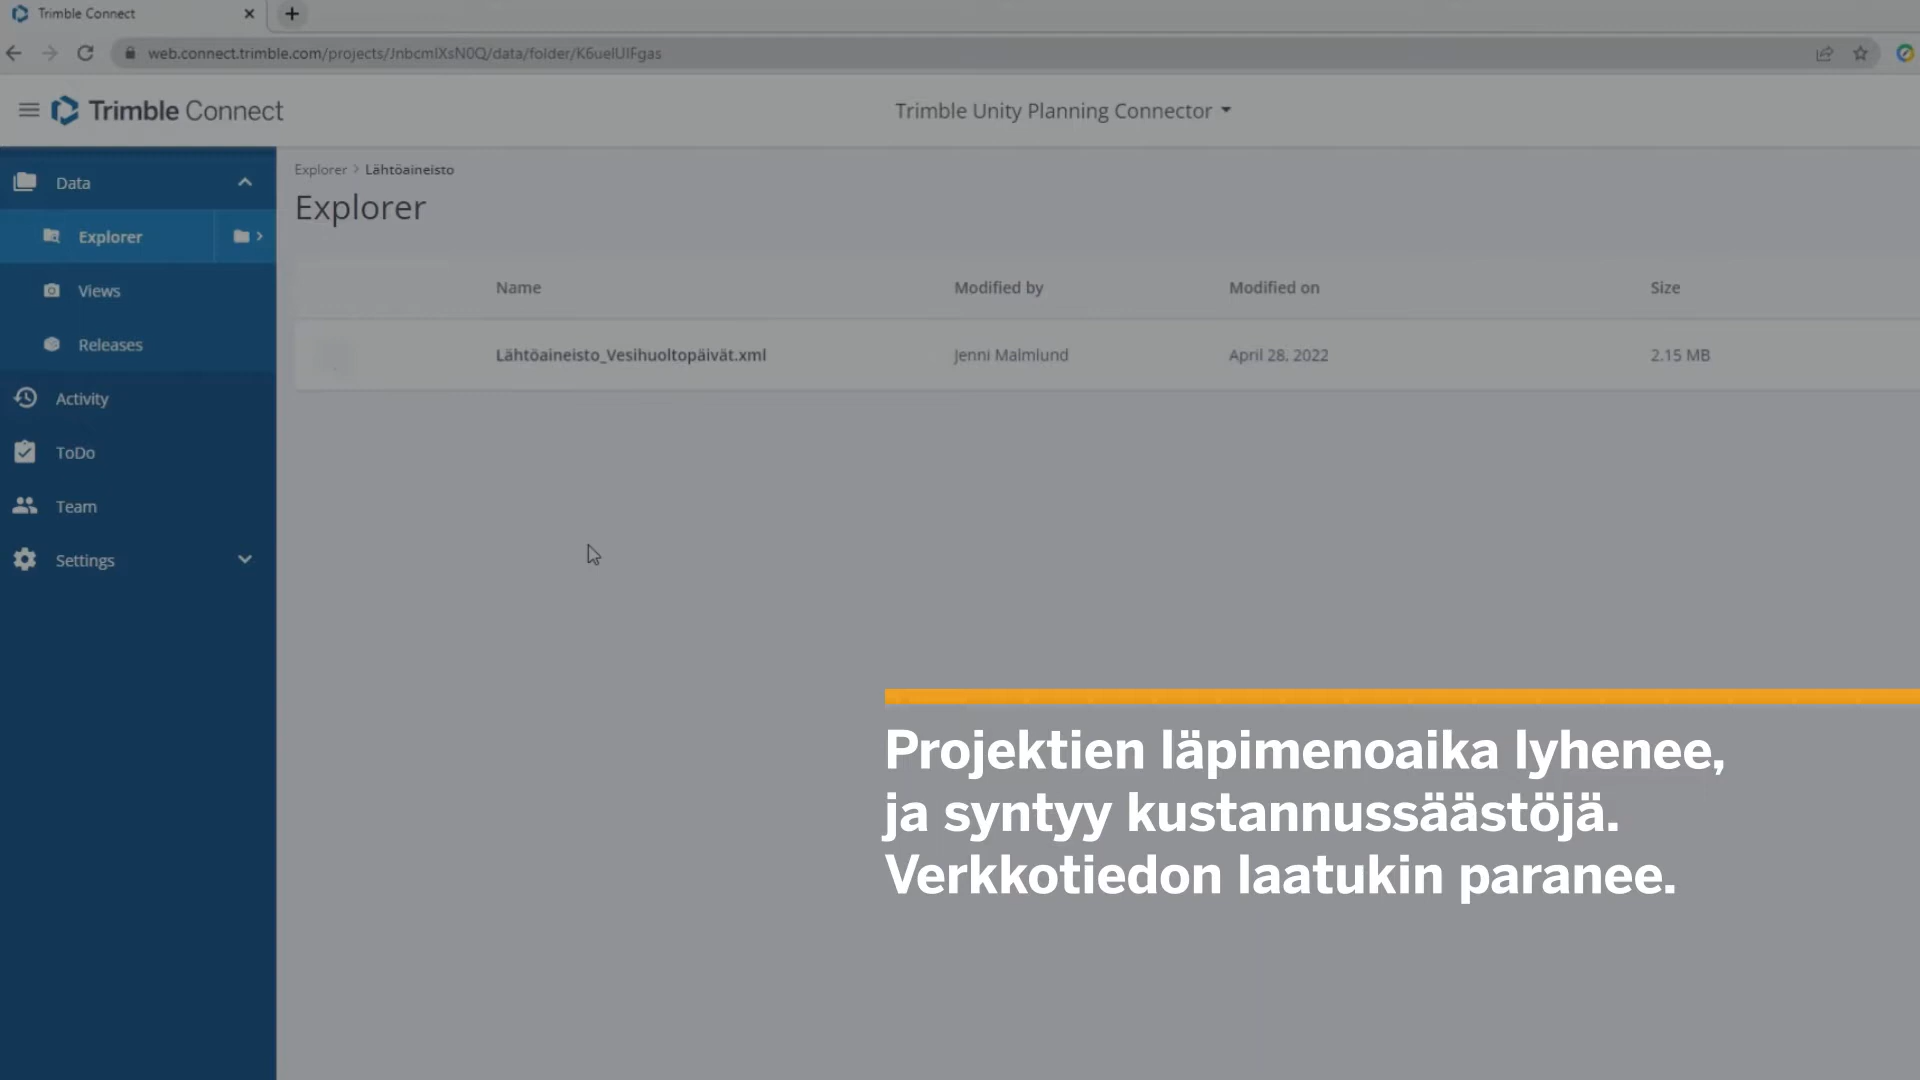 Trimble Connect
web.connect.trimble.com/projects/JnbcmIXsN0Q/data/folder/K6ueIUIFgas
Trimble Connect
Trimble Unity Planning Connector
Data
Explorer
Views
Releases
Activity
ToDo
Team
Settings
Explorer > Lähtöaineisto
Explorer
Name Modified by Modified on Size
Lähtöaineisto_Vesihuoltopäivät.xml Jenni Malmlund April 28, 2022 2.15 MB
Projektien läpimenoaika lyhenee,
ja syntyy kustannussäästöjä.
Verkkotiedon laatukin paranee.